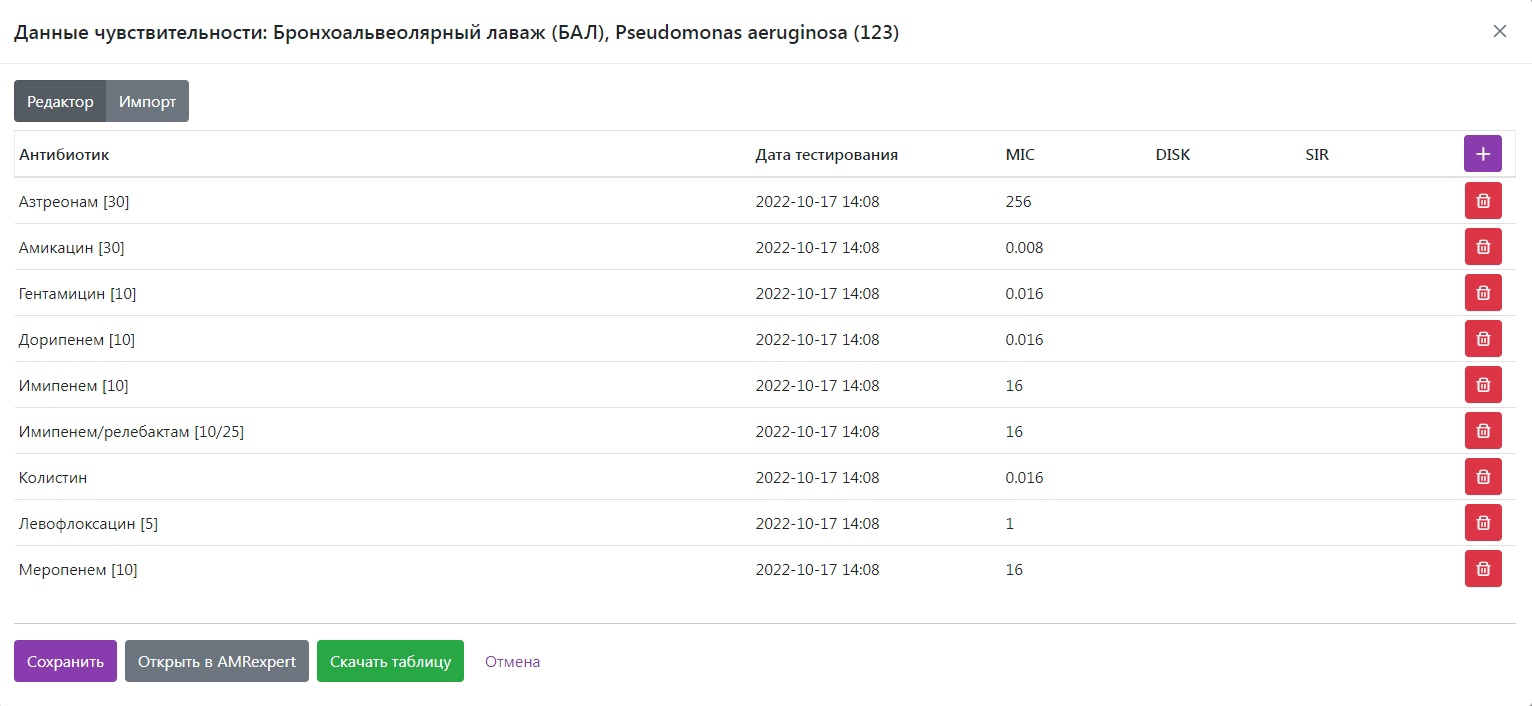 Данные чувствительности: Бронхоальвеолярный лаваж (БАЛ), Pseudomonas aeruginosa (123)
Редактор Импорт
Антибиотик Дата тестирования MIC DISK SIR
Азтреонам [30] 2022-10-17 14:08 256
Амикацин [30] 2022-10-17 14:08 0.008
Гентамицин [10] 2022-10-17 14:08 0.016
Дорипенем [10] 2022-10-17 14:08 0.016
Имипенем [10] 2022-10-17 14:08 16
Имипенем/релебактам [10/25] 2022-10-17 14:08 16
Колистин 2022-10-17 14:08 0.016
Левофлоксацин [5] 2022-10-17 14:08 1
Меропенем [10] 2022-10-17 14:08 16
Сохранить Открыть в AMRexpert Скачать таблицу Отмена